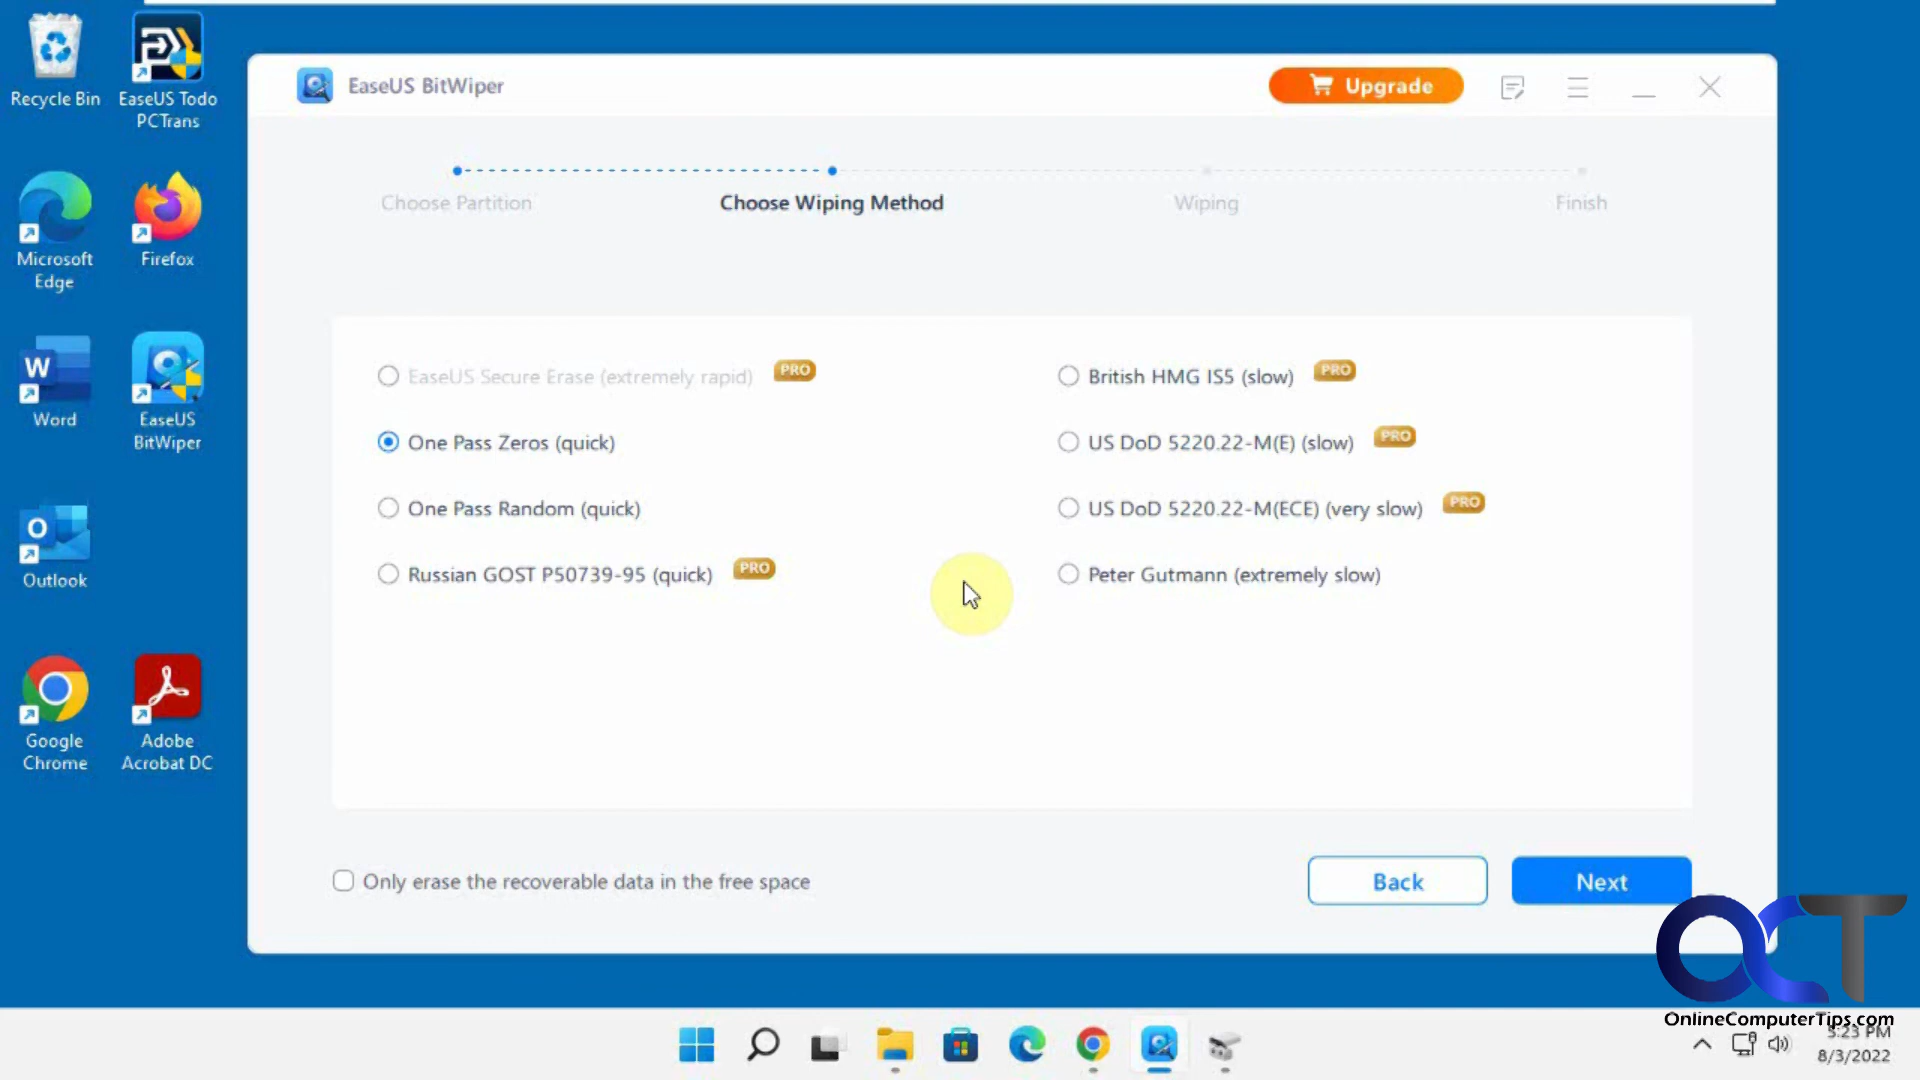 Recycle Bin
EaseUS Todo
PCTrans
Microsoft
Edge
Firefox
Word
EaseUS
BitWiper
Outlook
Google
Chrome
Adobe
Acrobat DC
EaseUS BitWiper
Upgrade
Choose Partition
Choose Wiping Method
Wiping
Finish
EaseUS Secure Erase (extremely rapid) PRO
One Pass Zeros (quick)
One Pass Random (quick)
Russian GOST P50739-95 (quick) PRO
British HMG IS5 (slow) PRO
US DoD 5220.22-M(E) (slow) PRO
US DoD 5220.22-M(ECE) (very slow) PRO
Peter Gutmann (extremely slow)
Only erase the recoverable data in the free space
Back
Next
OCT
OnlineComputerTips.com
5:23 PM
8/3/2022